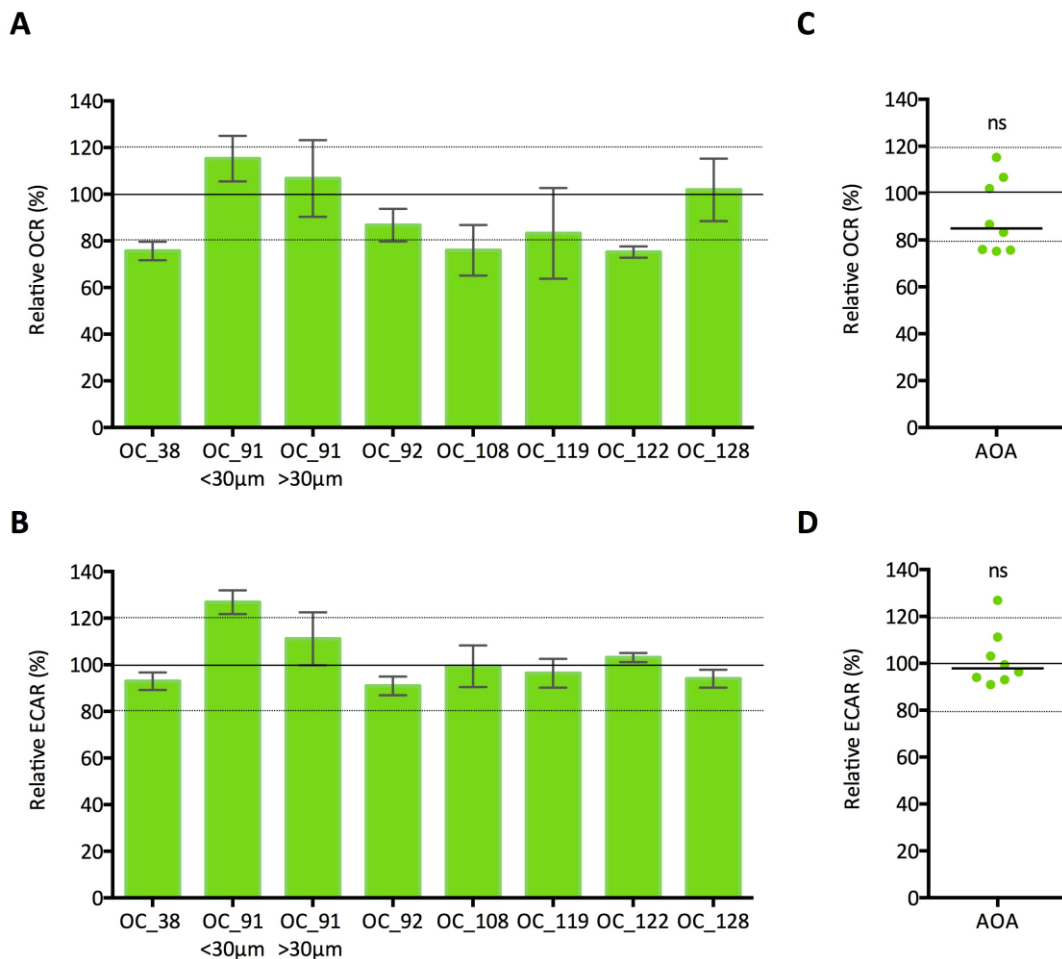 A
Relative OCR (%)
140
120
100
80
60
40
20
0
OC_38 OC_91 OC_91 OC_92 OC_108 OC_119 OC_122 OC_128
<30µm >30µm
C
Relative OCR (%)
140
120
100
80
60
40
20
0
ns
AOA
B
Relative ECAR (%)
140
120
100
80
60
40
20
0
OC_38 OC_91 OC_91 OC_92 OC_108 OC_119 OC_122 OC_128
<30µm >30µm
D
Relative ECAR (%)
140
120
100
80
60
40
20
0
ns
AOA